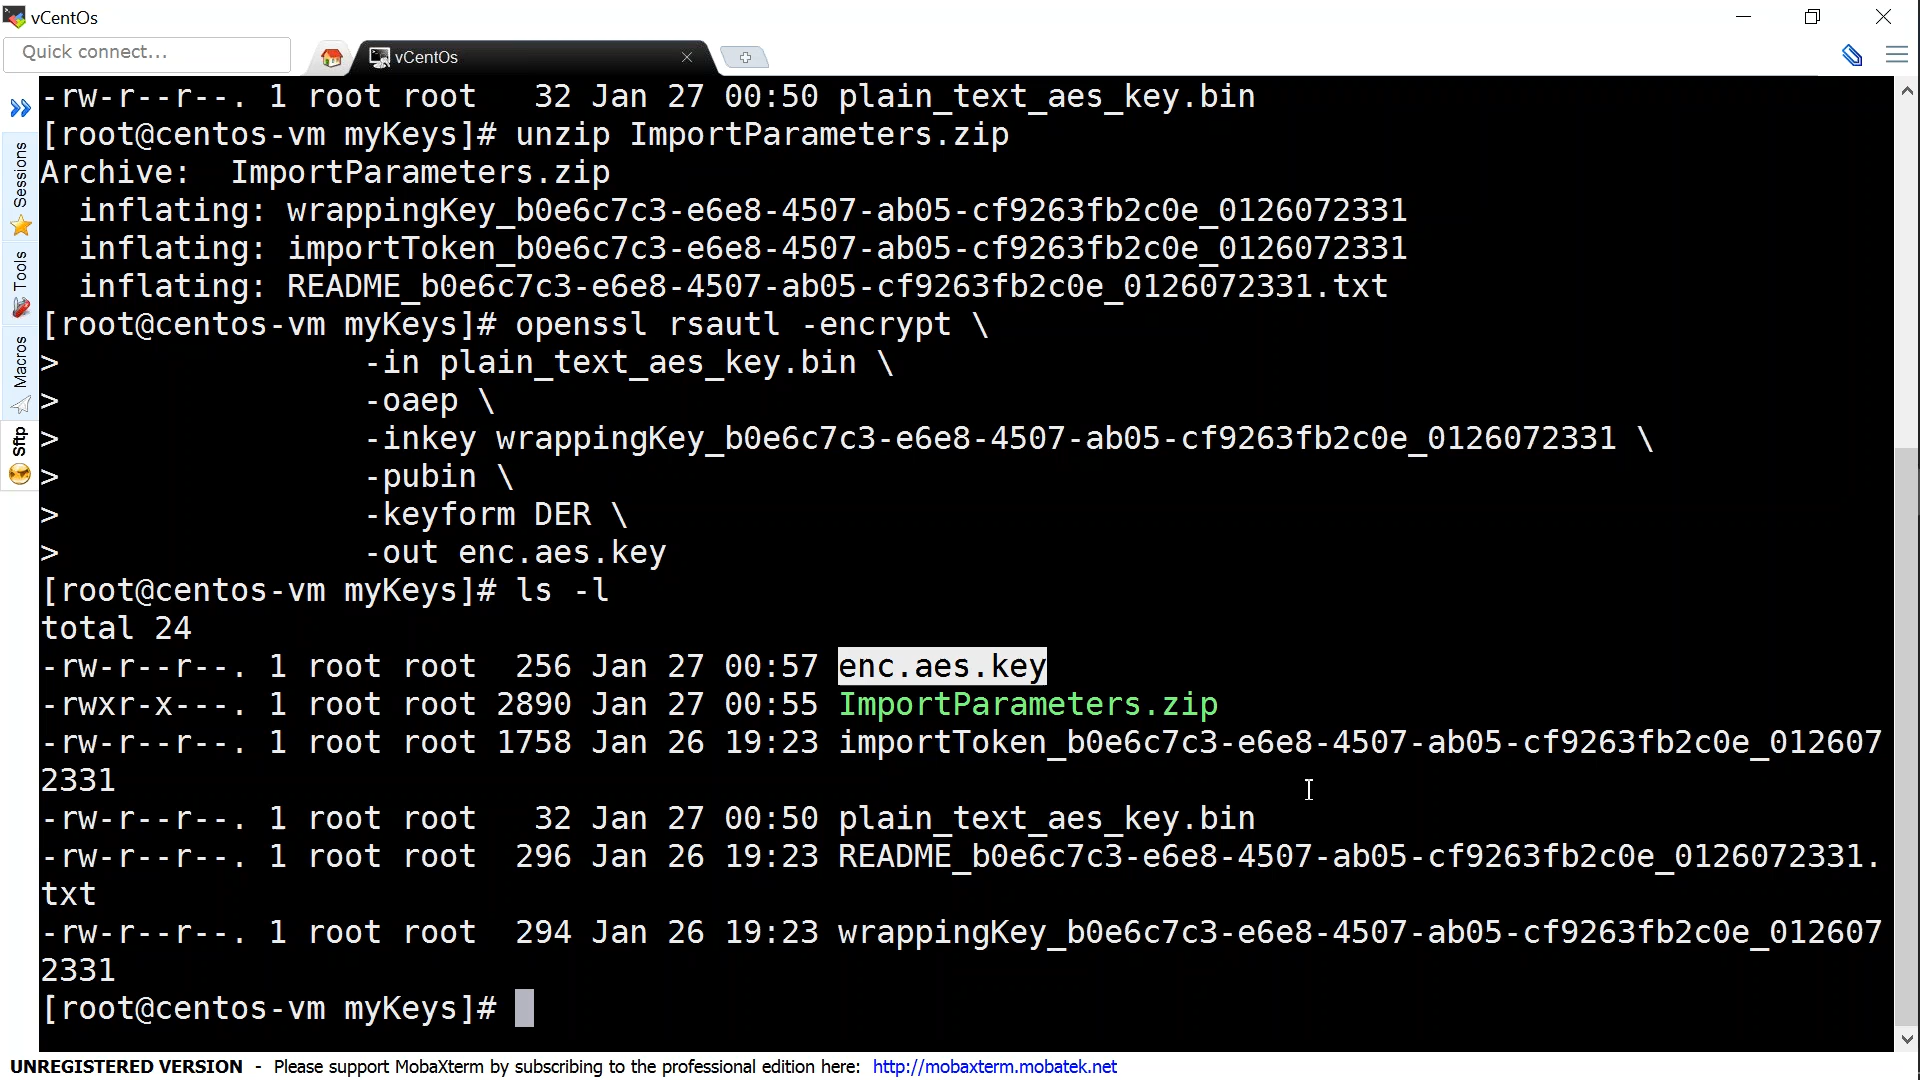 vCentOs
Quick connect...
vCentOs
Sessions
Tools
Macros
Sftp
-rw-r--r--. 1 root root   32 Jan 27 00:50 plain_text_aes_key.bin
[root@centos-vm myKeys]# unzip ImportParameters.zip
Archive:  ImportParameters.zip
  inflating: wrappingKey_b0e6c7c3-e6e8-4507-ab05-cf9263fb2c0e_0126072331
  inflating: importToken_b0e6c7c3-e6e8-4507-ab05-cf9263fb2c0e_0126072331
  inflating: README_b0e6c7c3-e6e8-4507-ab05-cf9263fb2c0e_0126072331.txt
[root@centos-vm myKeys]# openssl rsautl -encrypt \
>                -in plain_text_aes_key.bin \
>                -oaep \
>                -inkey wrappingKey_b0e6c7c3-e6e8-4507-ab05-cf9263fb2c0e_0126072331 \
>                -pubin \
>                -keyform DER \
>                -out enc.aes.key
[root@centos-vm myKeys]# ls -l
total 24
-rw-r--r--. 1 root root  256 Jan 27 00:57 enc.aes.key
-rwxr-x---. 1 root root 2890 Jan 27 00:55 ImportParameters.zip
-rw-r--r--. 1 root root 1758 Jan 26 19:23 importToken_b0e6c7c3-e6e8-4507-ab05-cf9263fb2c0e_012607
2331
-rw-r--r--. 1 root root   32 Jan 27 00:50 plain_text_aes_key.bin
-rw-r--r--. 1 root root  296 Jan 26 19:23 README_b0e6c7c3-e6e8-4507-ab05-cf9263fb2c0e_0126072331.
txt
-rw-r--r--. 1 root root  294 Jan 26 19:23 wrappingKey_b0e6c7c3-e6e8-4507-ab05-cf9263fb2c0e_012607
2331
[root@centos-vm myKeys]#
UNREGISTERED VERSION - Please support MobaXterm by subscribing to the professional edition here: http://mobaxterm.mobatek.net